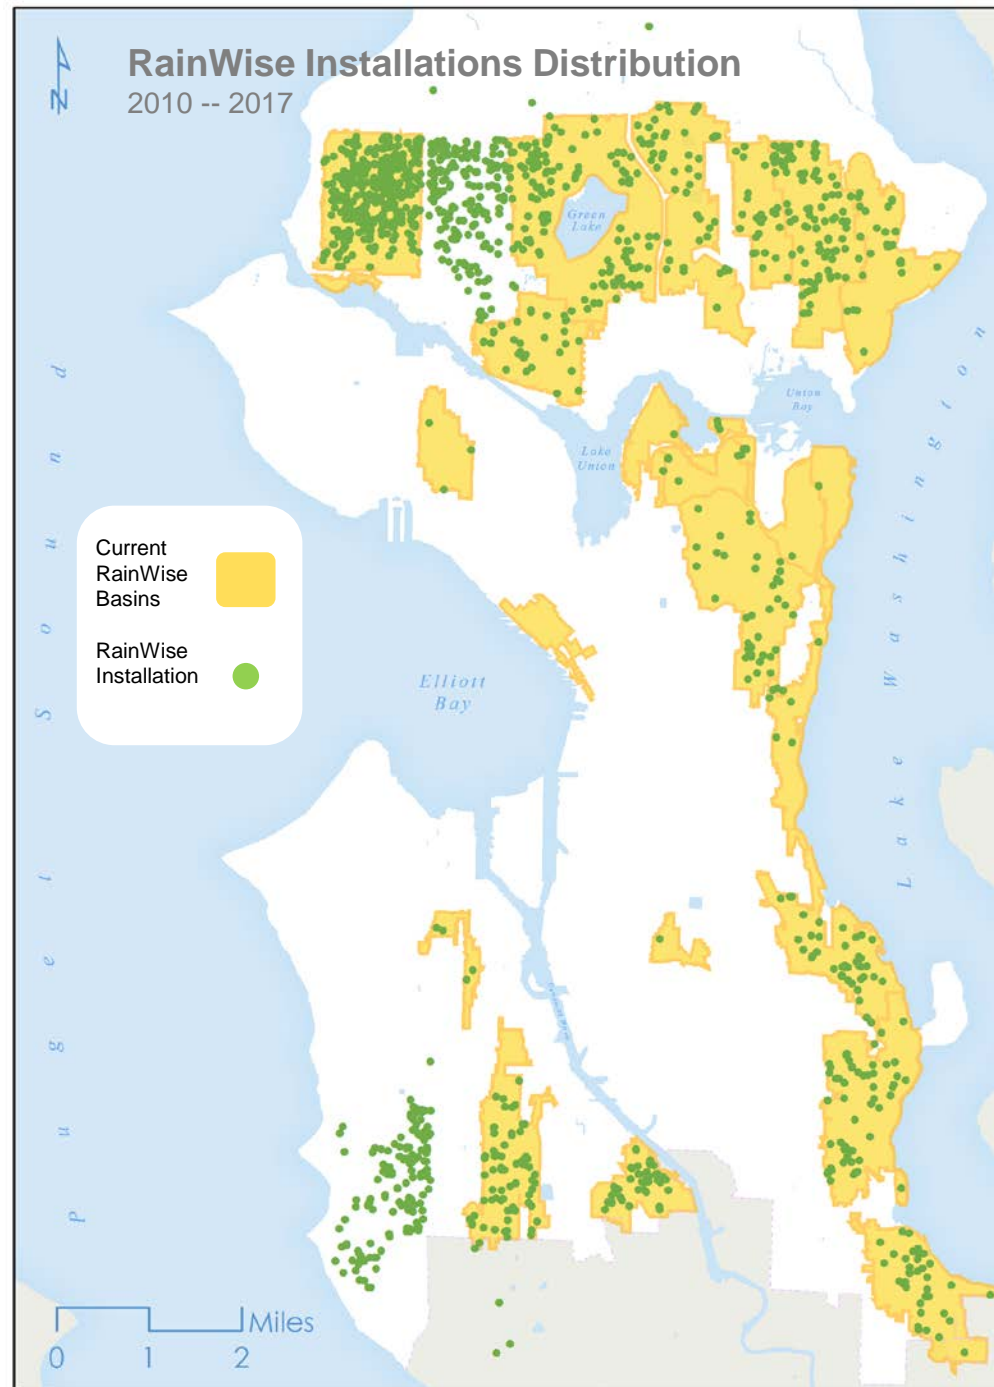 RainWise Installations Distribution
2010 -- 2017
N
Green
Lake
Union
Bay
Lake
Union
Current
RainWise
Basins
RainWise
Installation
Elliott
Bay
Puget Sound
Lake Washington
Miles
0 1 2